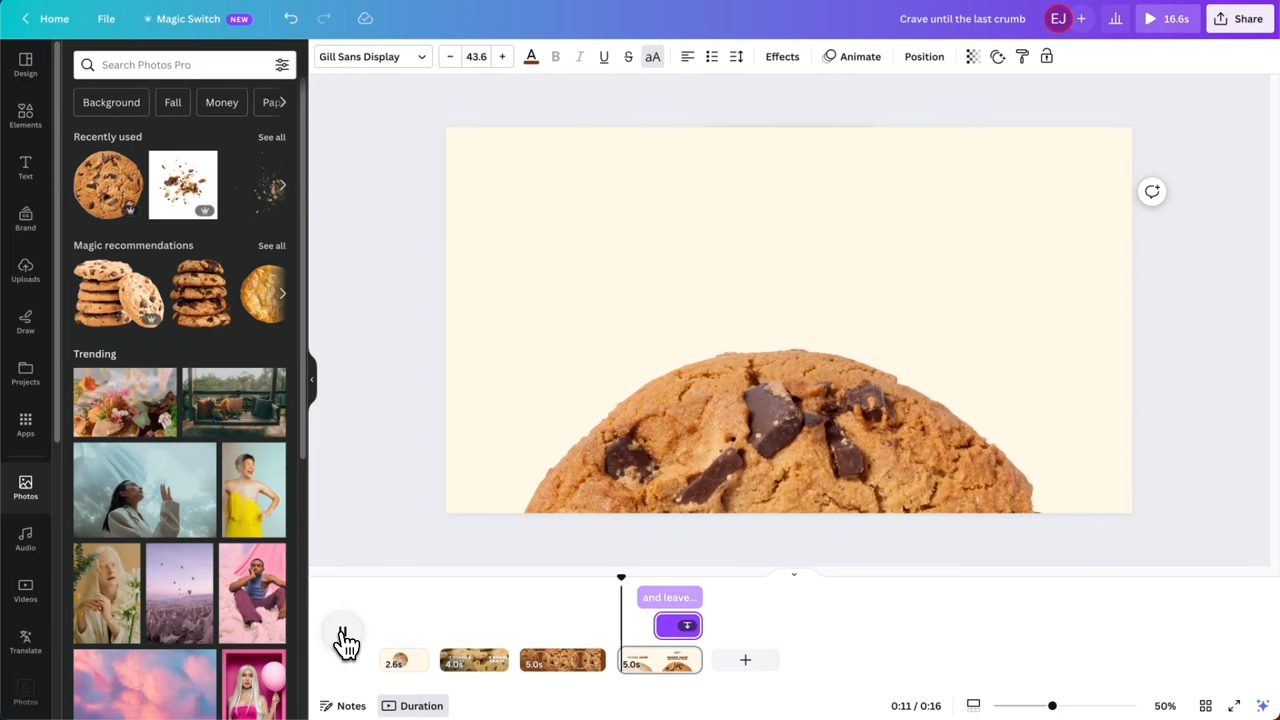 Home
File
Magic Switch NEW
Crave until the last crumb
EJ
16.6s
Share
Design
Elements
Text
Brand
Uploads
Draw
Projects
Apps
Photos
Audio
Videos
Translate
Photos
Search Photos Pro
Background
Fall
Money
Recently used
See all
Magic recommendations
See all
Trending
Gill Sans Display
43.6
A
B
I
U
S
aA
Effects
Animate
Position
and leave...
2.6s
4.0s
5.0s
5.0s
Notes
Duration
0:11 / 0:16
50%